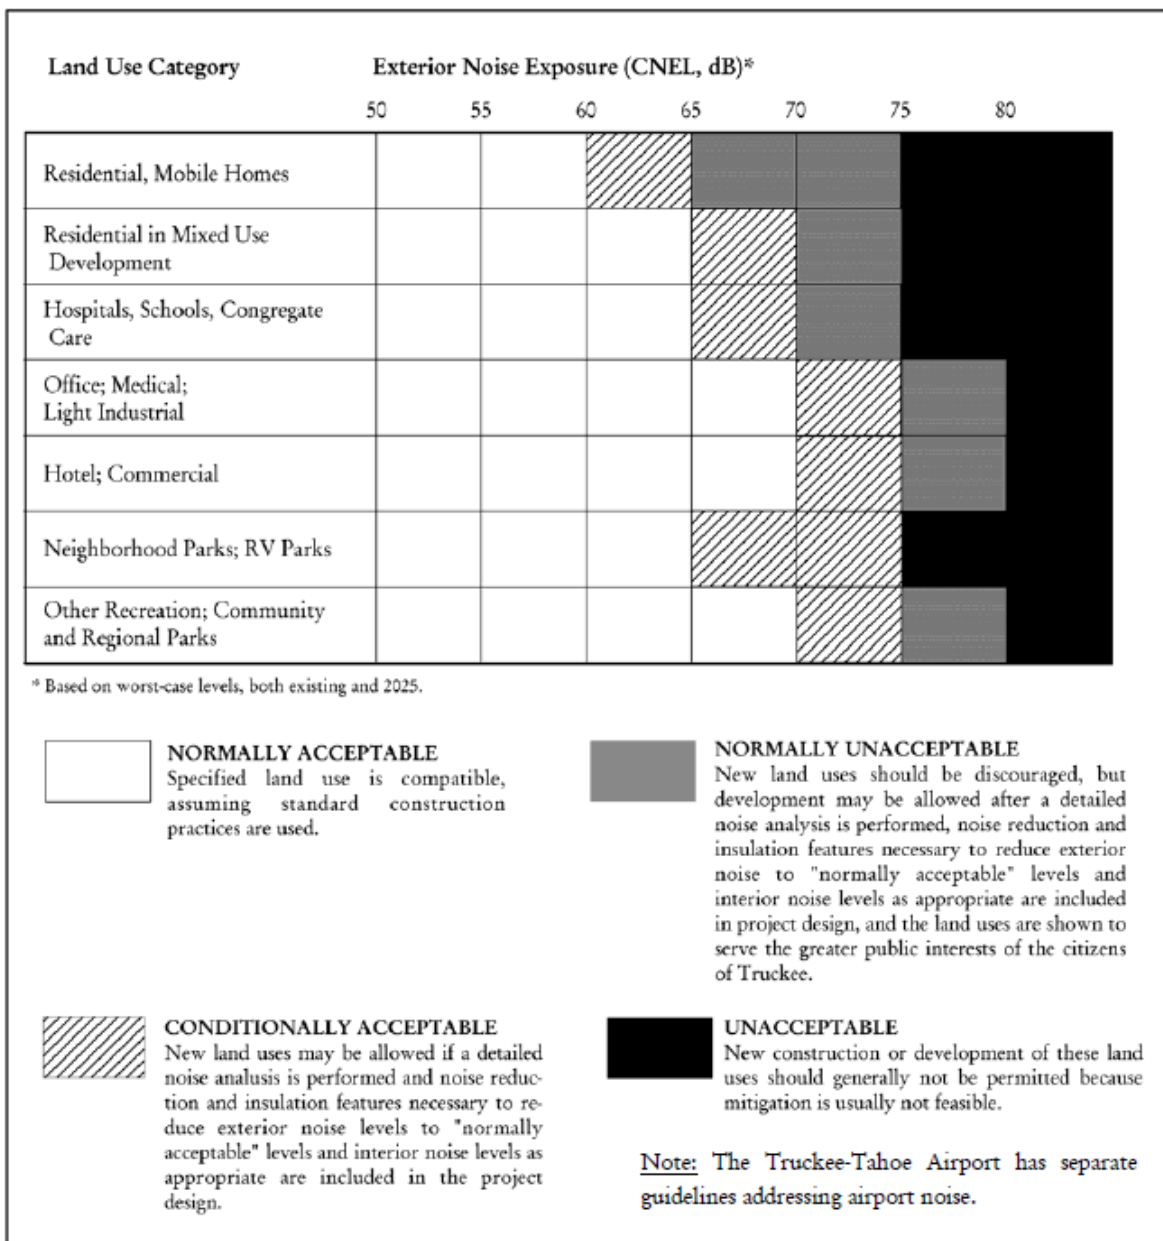 Land Use Category
Exterior Noise Exposure (CNEL, dB)*
50 55 60 65 70 75 80
Residential, Mobile Homes
Residential in Mixed Use
Development
Hospitals, Schools, Congregate
Care
Office; Medical;
Light Industrial
Hotel; Commercial
Neighborhood Parks; RV Parks
Other Recreation; Community
and Regional Parks
* Based on worst-case levels, both existing and 2025.
NORMALLY ACCEPTABLE
Specified land use is compatible,
assuming standard construction
practices are used.
NORMALLY UNACCEPTABLE
New land uses should be discouraged, but
development may be allowed after a detailed
noise analysis is performed, noise reduction and
insulation features necessary to reduce exterior
noise to "normally acceptable" levels and
interior noise levels as appropriate are included
in project design, and the land uses are shown to
serve the greater public interests of the citizens
of Truckee.
CONDITIONALLY ACCEPTABLE
New land uses may be allowed if a detailed
noise analusis is performed and noise reduc-
tion and insulation features necessary to re-
duce exterior noise levels to "normally
acceptable" levels and interior noise levels as
appropriate are included in the project
design.
UNACCEPTABLE
New construction or development of these land
uses should generally not be permitted because
mitigation is usually not feasible.
Note: The Truckee-Tahoe Airport has separate
guidelines addressing airport noise.